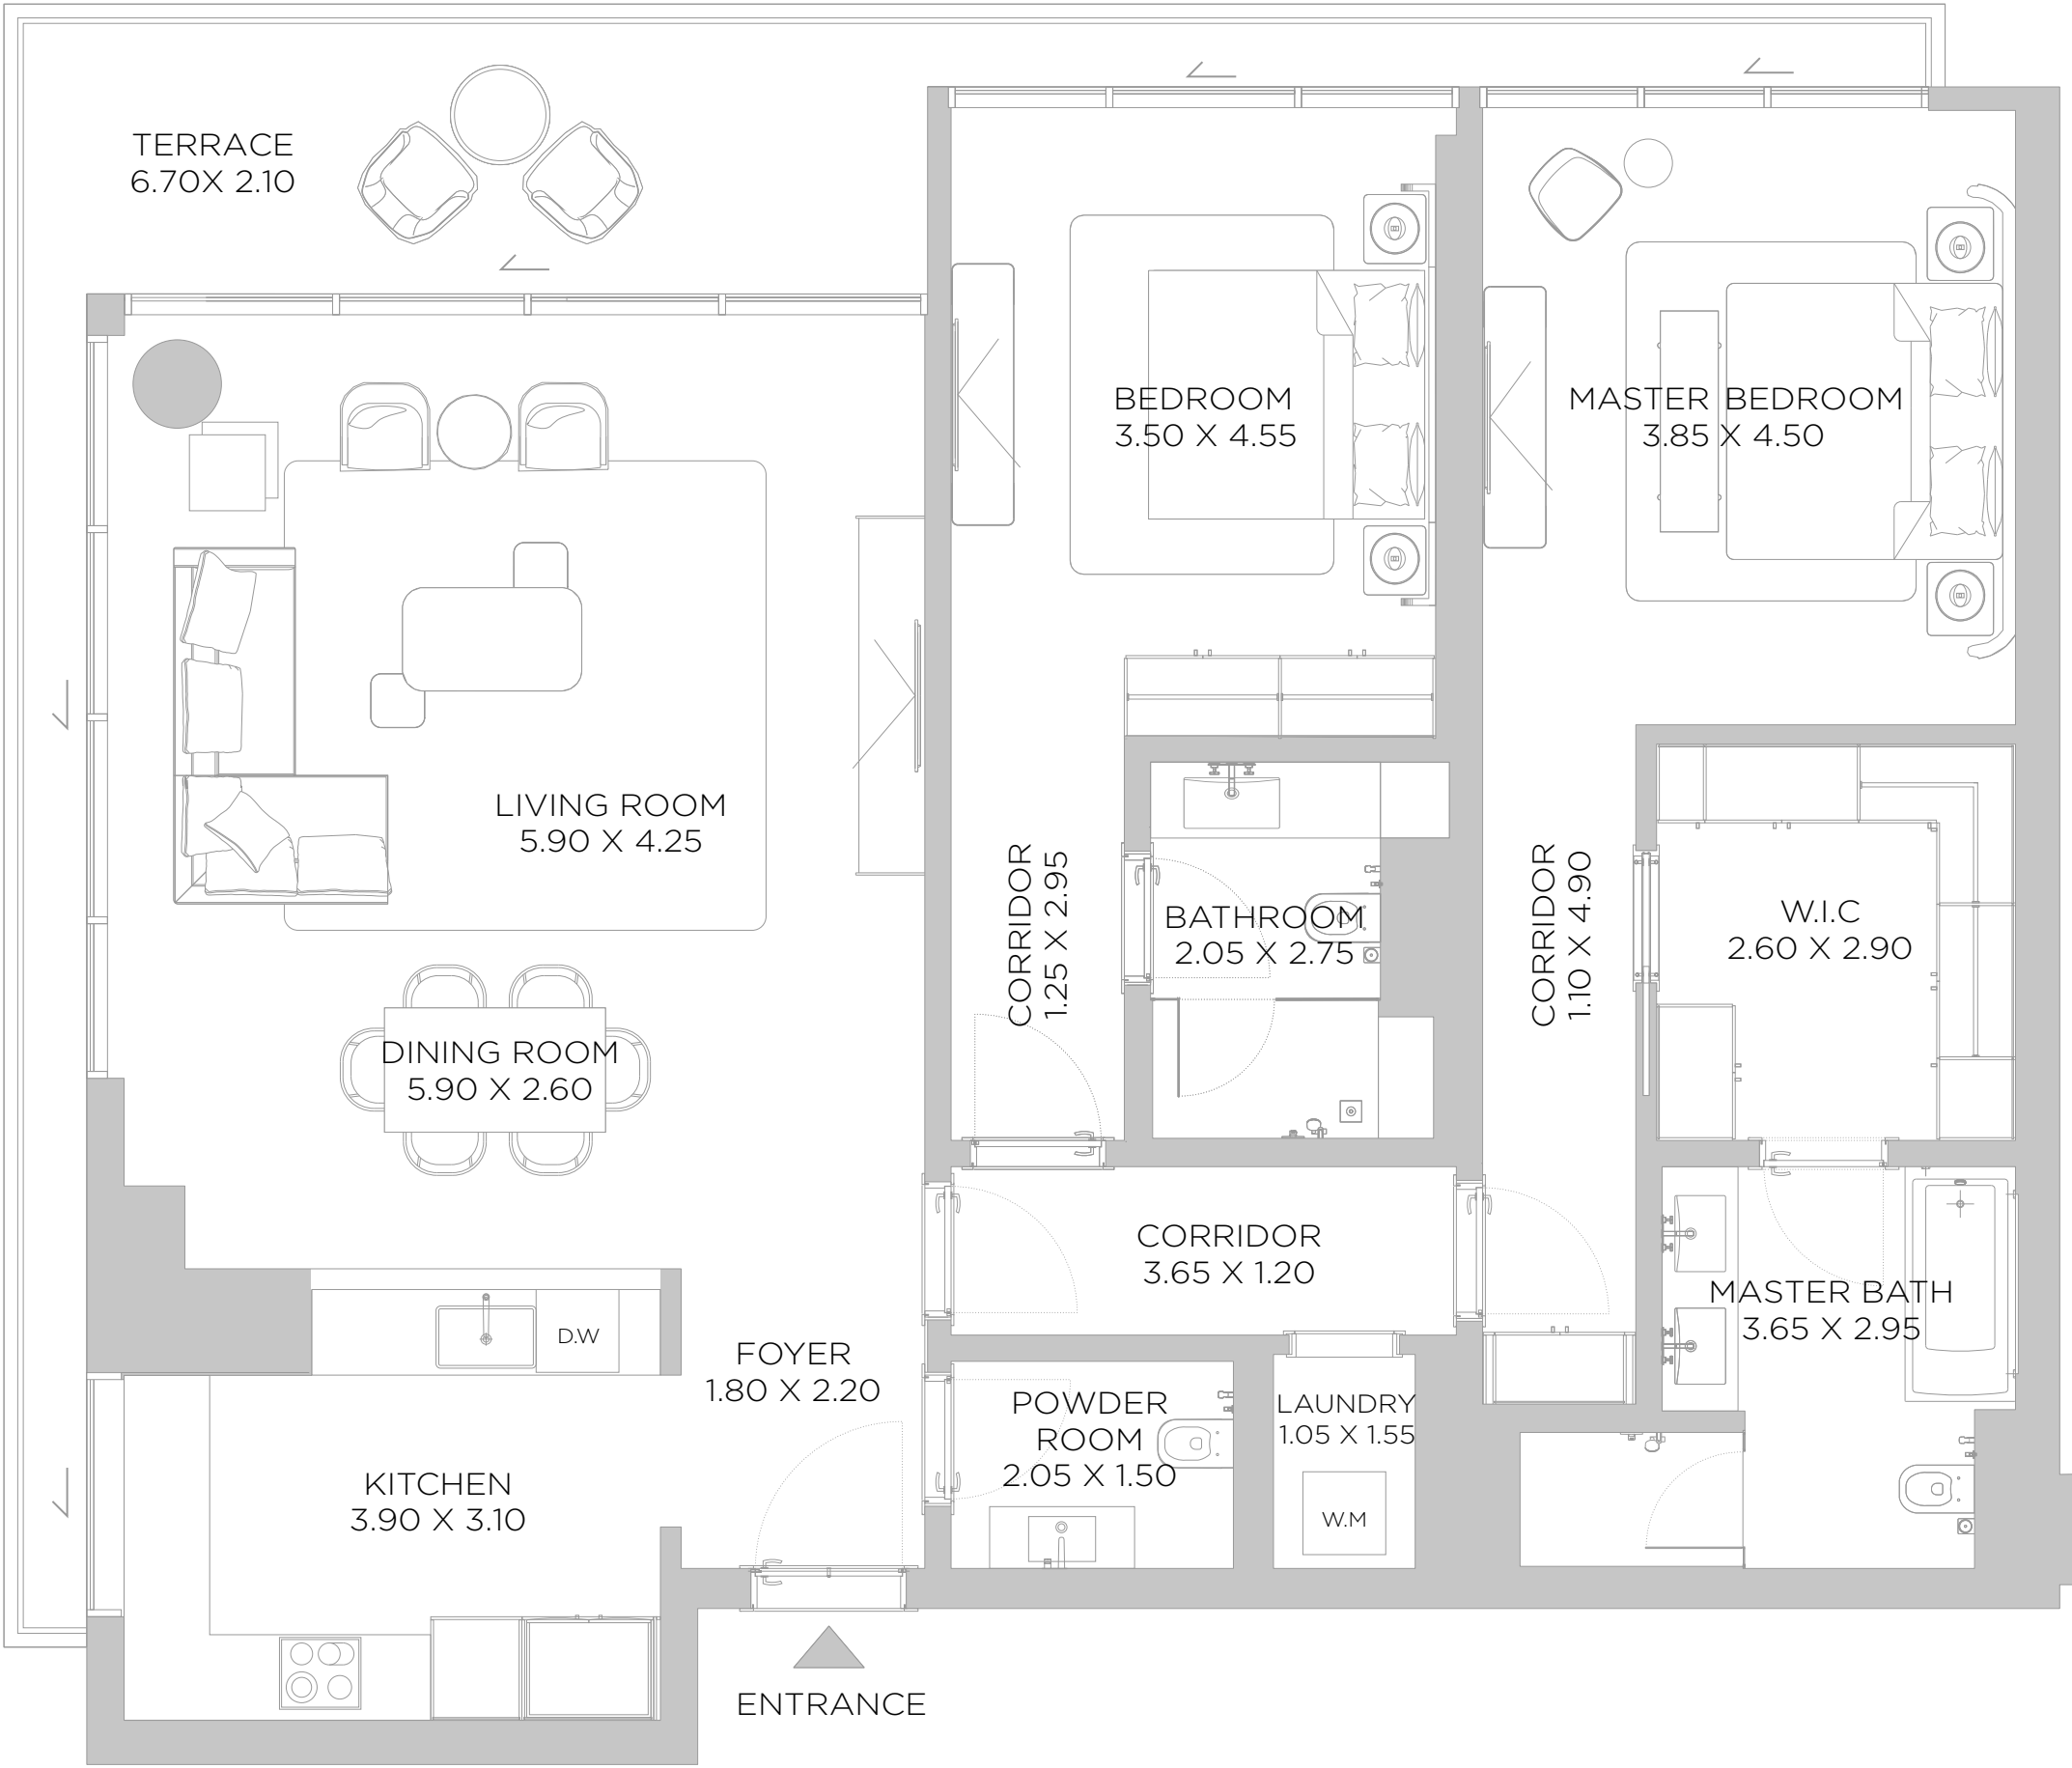 TERRACE
6.70X 2.10
BEDROOM
3.50 X 4.55
MASTER BEDROOM
3.85 X 4.50
LIVING ROOM
5.90 X 4.25
CORRIDOR
1.25 X 2.95
BATHROOM
2.05 X 2.75
CORRIDOR
1.10 X 4.90
W.I.C
2.60 X 2.90
DINING ROOM
5.90 X 2.60
CORRIDOR
3.65 X 1.20
MASTER BATH
3.65 X 2.95
D.W
FOYER
1.80 X 2.20
POWDER
ROOM
2.05 X 1.50
LAUNDRY
1.05 X 1.55
KITCHEN
3.90 X 3.10
W.M
ENTRANCE